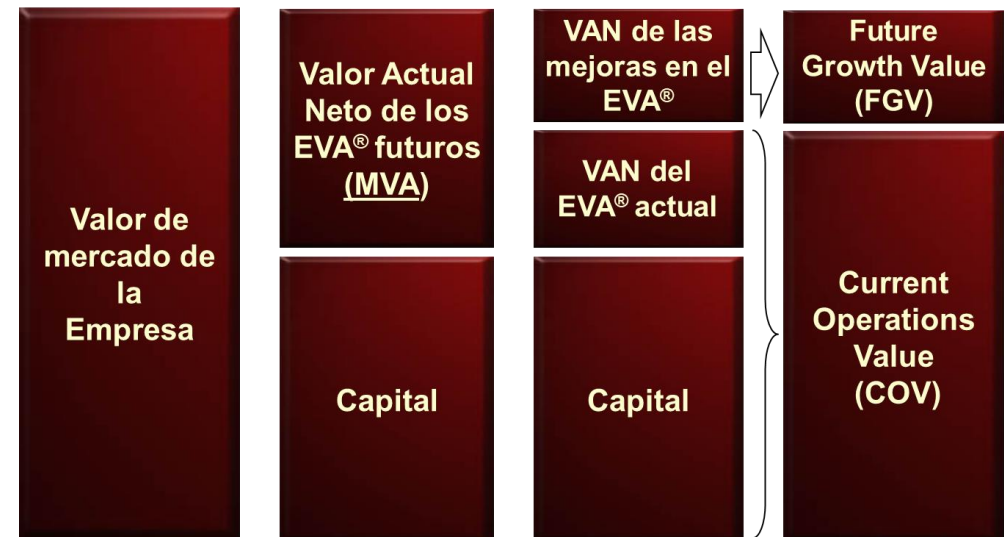 Valor de
mercado de
la
Empresa
Valor Actual
Neto de los
EVA® futuros
(MVA)
Capital
VAN de las
mejoras en el
EVA®
VAN del
EVA® actual
Capital
Future
Growth Value
(FGV)
Current
Operations
Value
(COV)